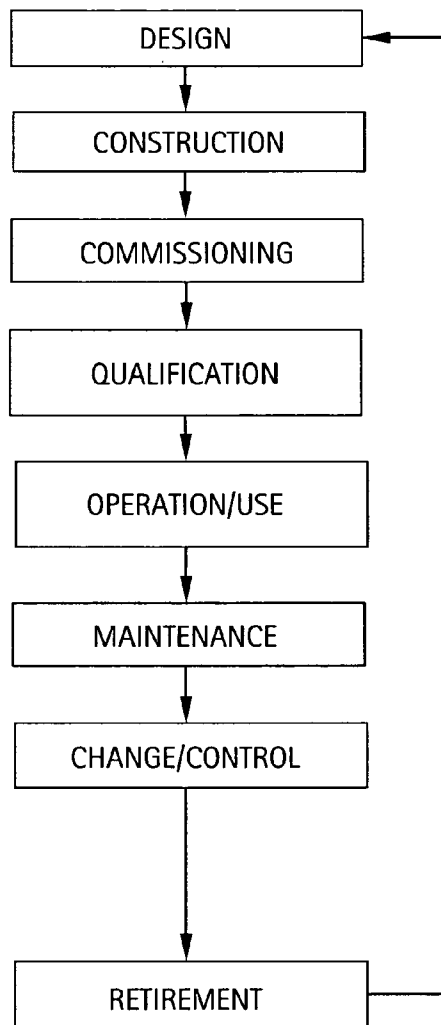 DESIGN
CONSTRUCTION
COMMISSIONING
QUALIFICATION
OPERATION/USE
MAINTENANCE
CHANGE/CONTROL
RETIREMENT